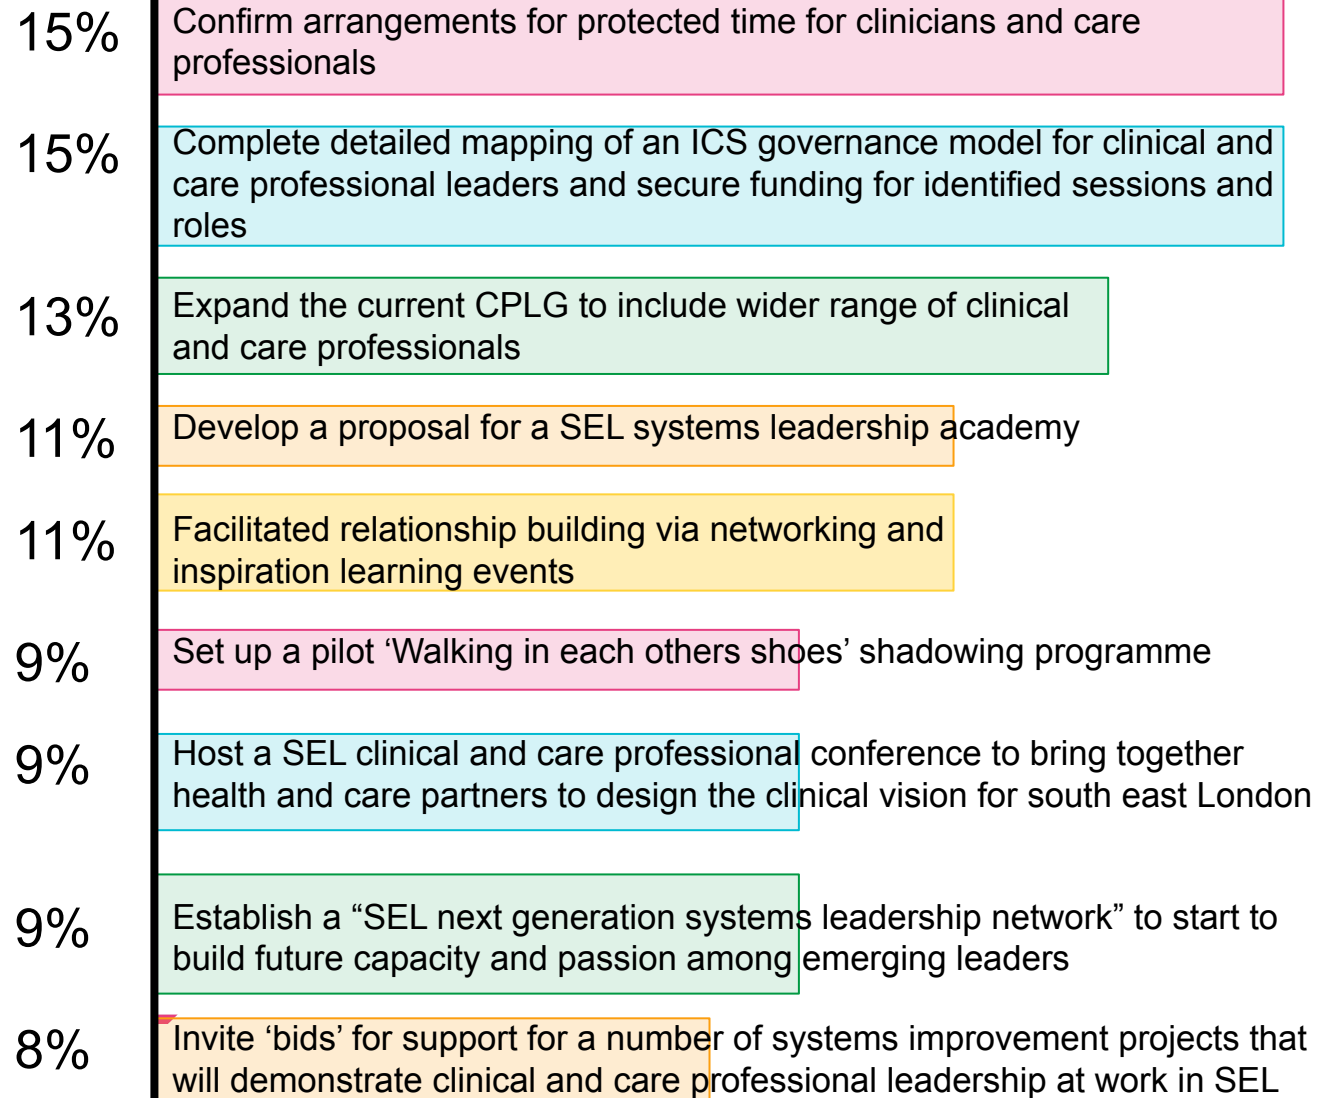 15%
Confirm arrangements for protected time for clinicians and care
professionals
15%
Complete detailed mapping of an ICS governance model for clinical and
care professional leaders and secure funding for identified sessions and
roles
13%
Expand the current CPLG to include wider range of clinical
and care professionals
11%
Develop a proposal for a SEL systems leadership academy
11%
Facilitated relationship building via networking and
inspiration learning events
9%
Set up a pilot ‘Walking in each others shoes’ shadowing programme
9%
Host a SEL clinical and care professional conference to bring together
health and care partners to design the clinical vision for south east London
9%
Establish a “SEL next generation systems leadership network” to start to
build future capacity and passion among emerging leaders
8%
Invite ‘bids’ for support for a number of systems improvement projects that
will demonstrate clinical and care professional leadership at work in SEL